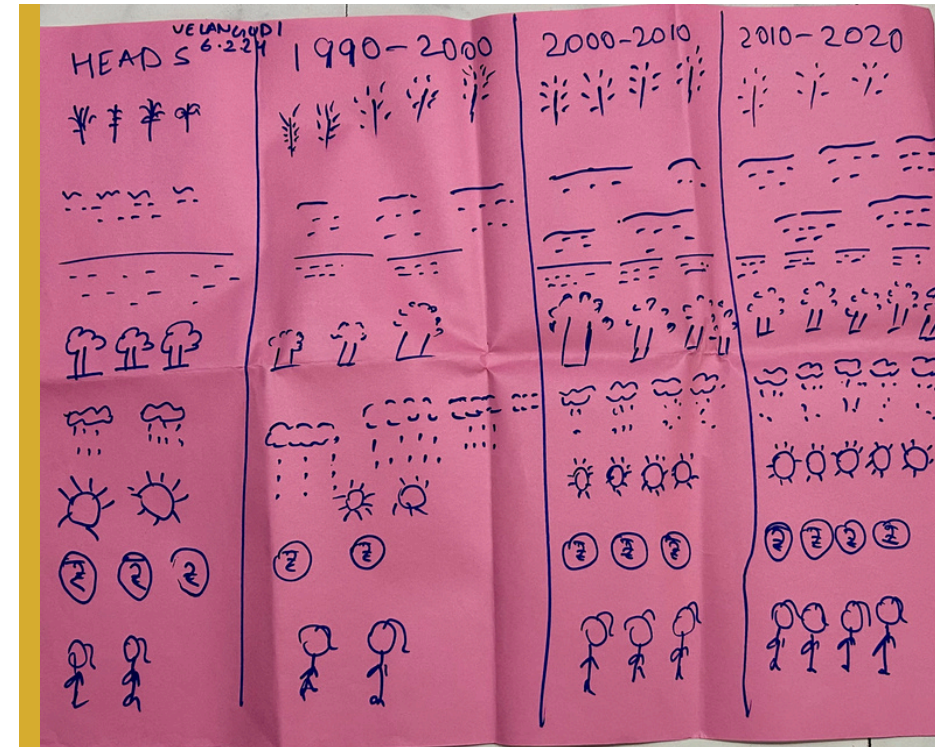 VELANGUDI
HEADS 6.2.24 1990-2000 2000-2010 2010-2020
₹ ₹ ₹ ₹ ₹ ₹ ₹ ₹ ₹ ₹ ₹ ₹